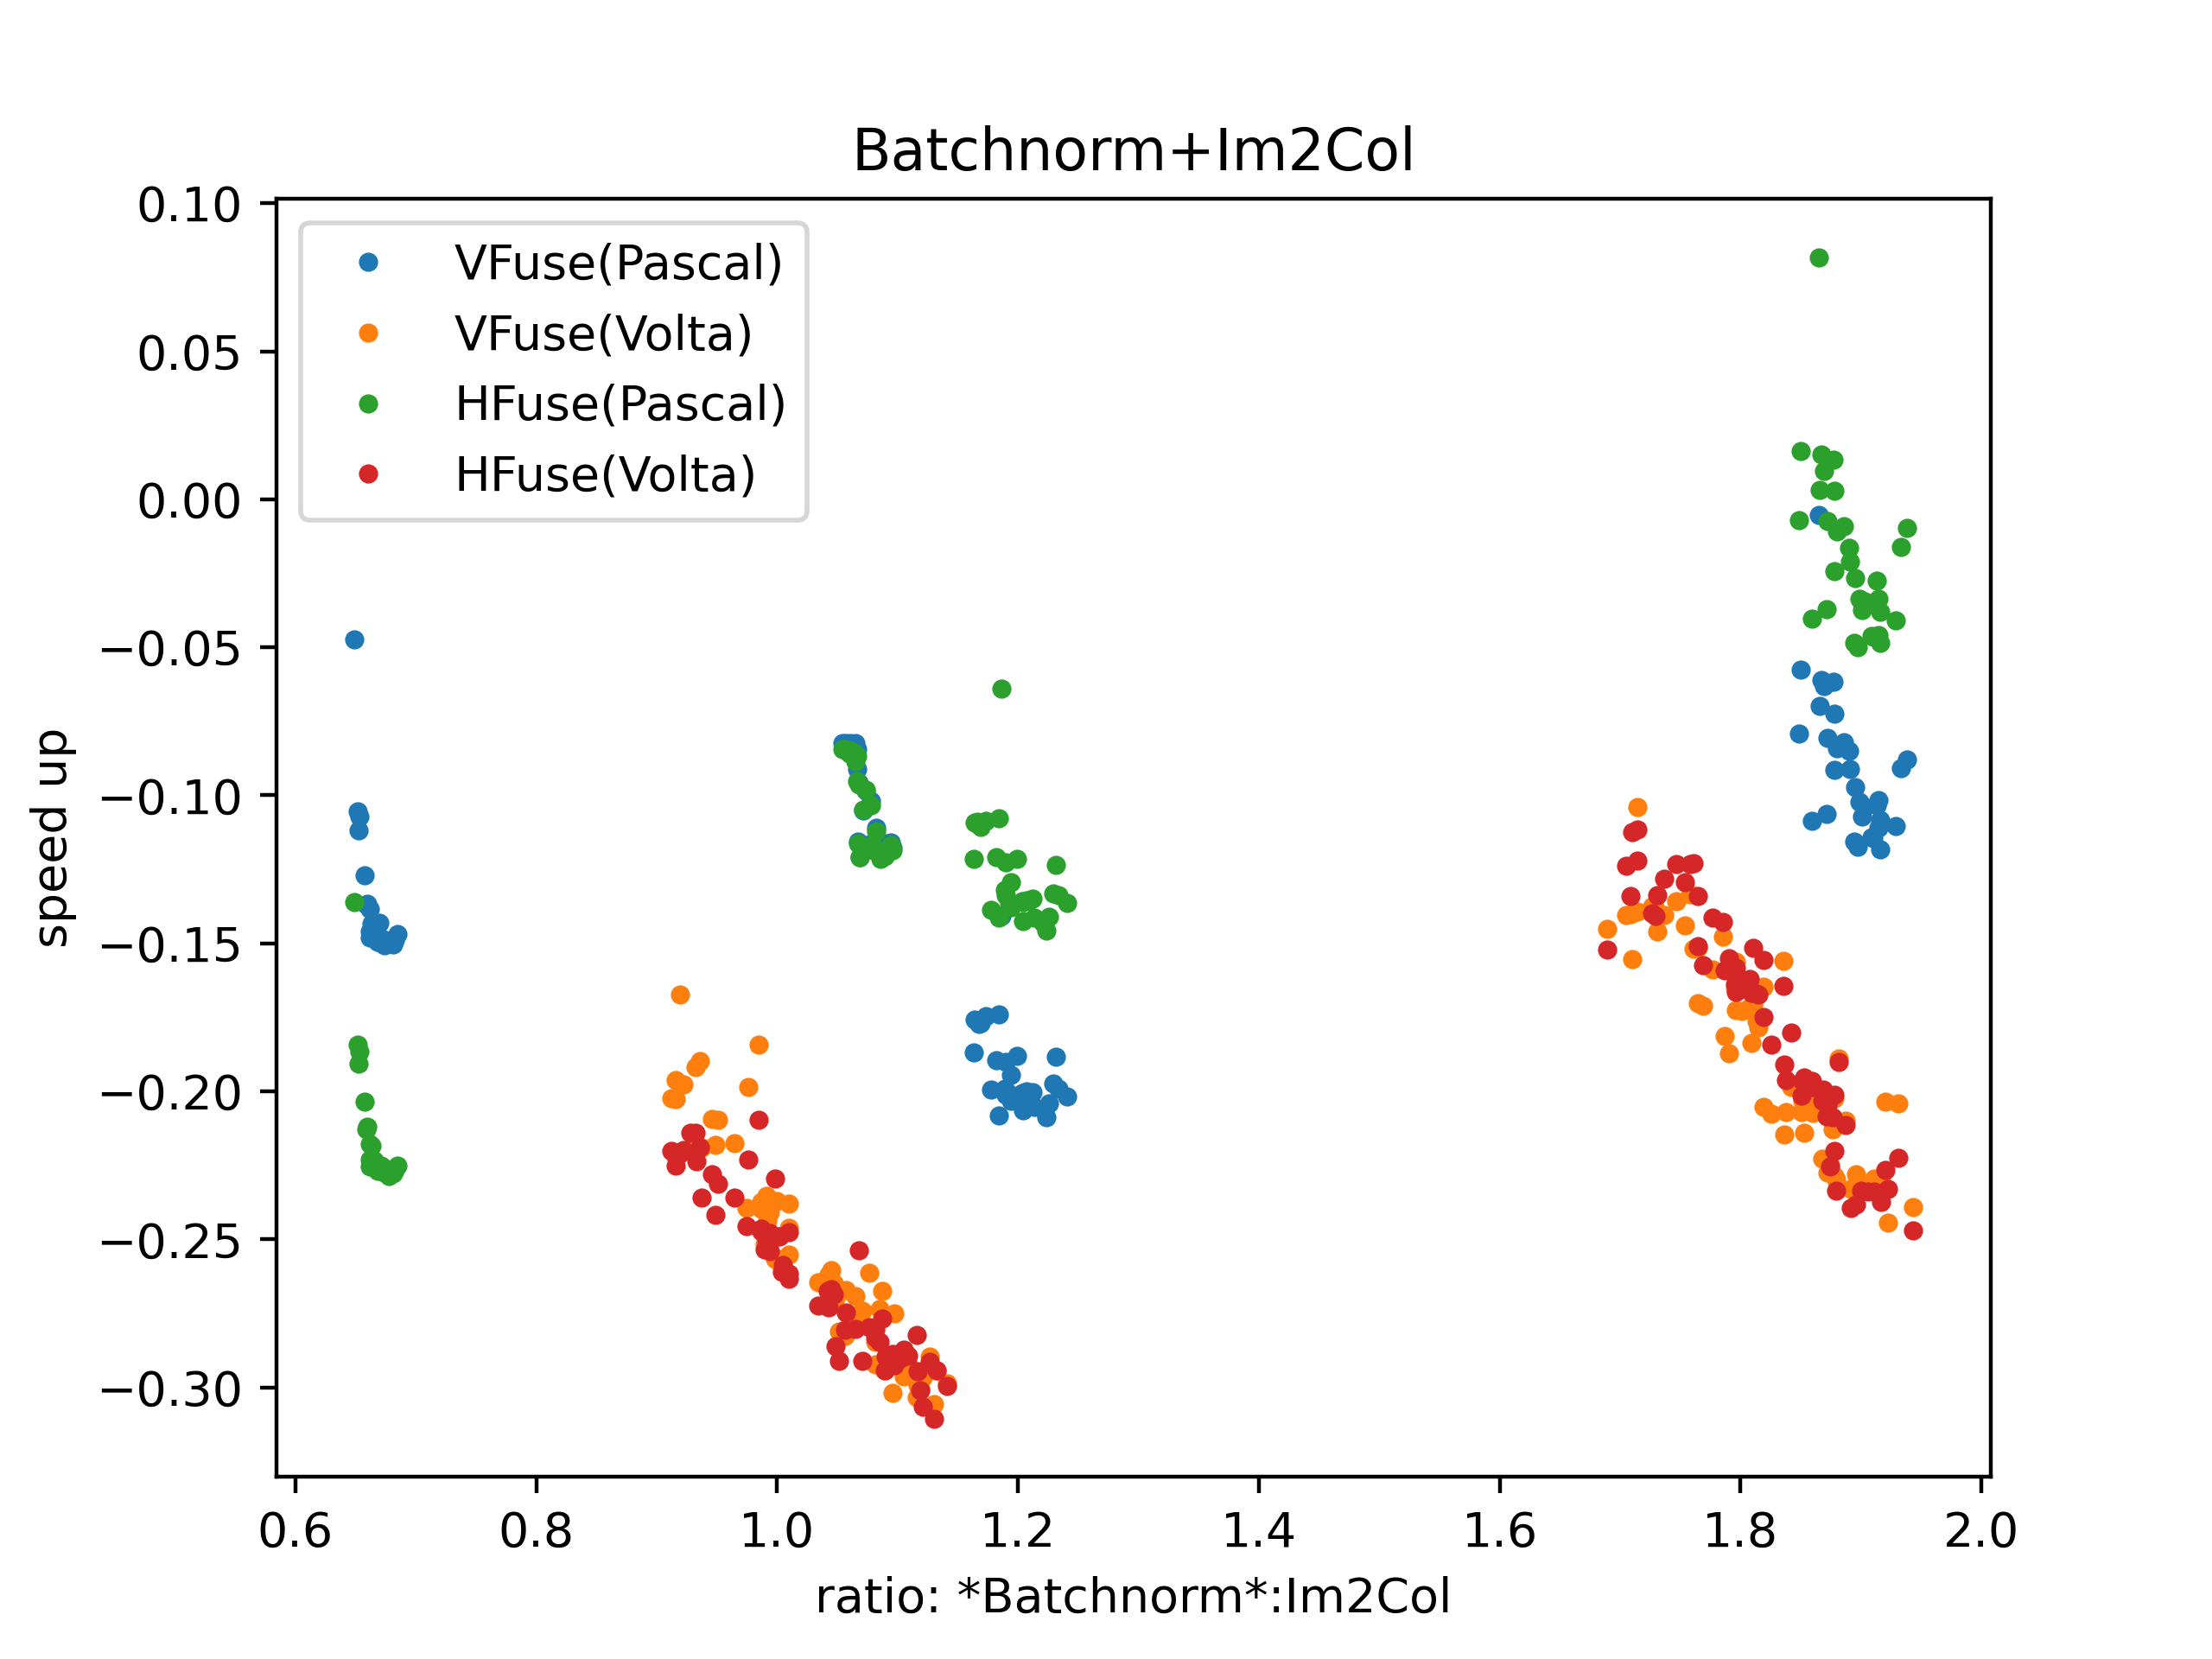 Batchnorm+Im2Col
0.10
0.05
0.00
−0.05
−0.10
−0.15
−0.20
−0.25
−0.30
speed up
VFuse(Pascal)
VFuse(Volta)
HFuse(Pascal)
HFuse(Volta)
0.6 0.8 1.0 1.2 1.4 1.6 1.8 2.0
ratio: *Batchnorm*:Im2Col